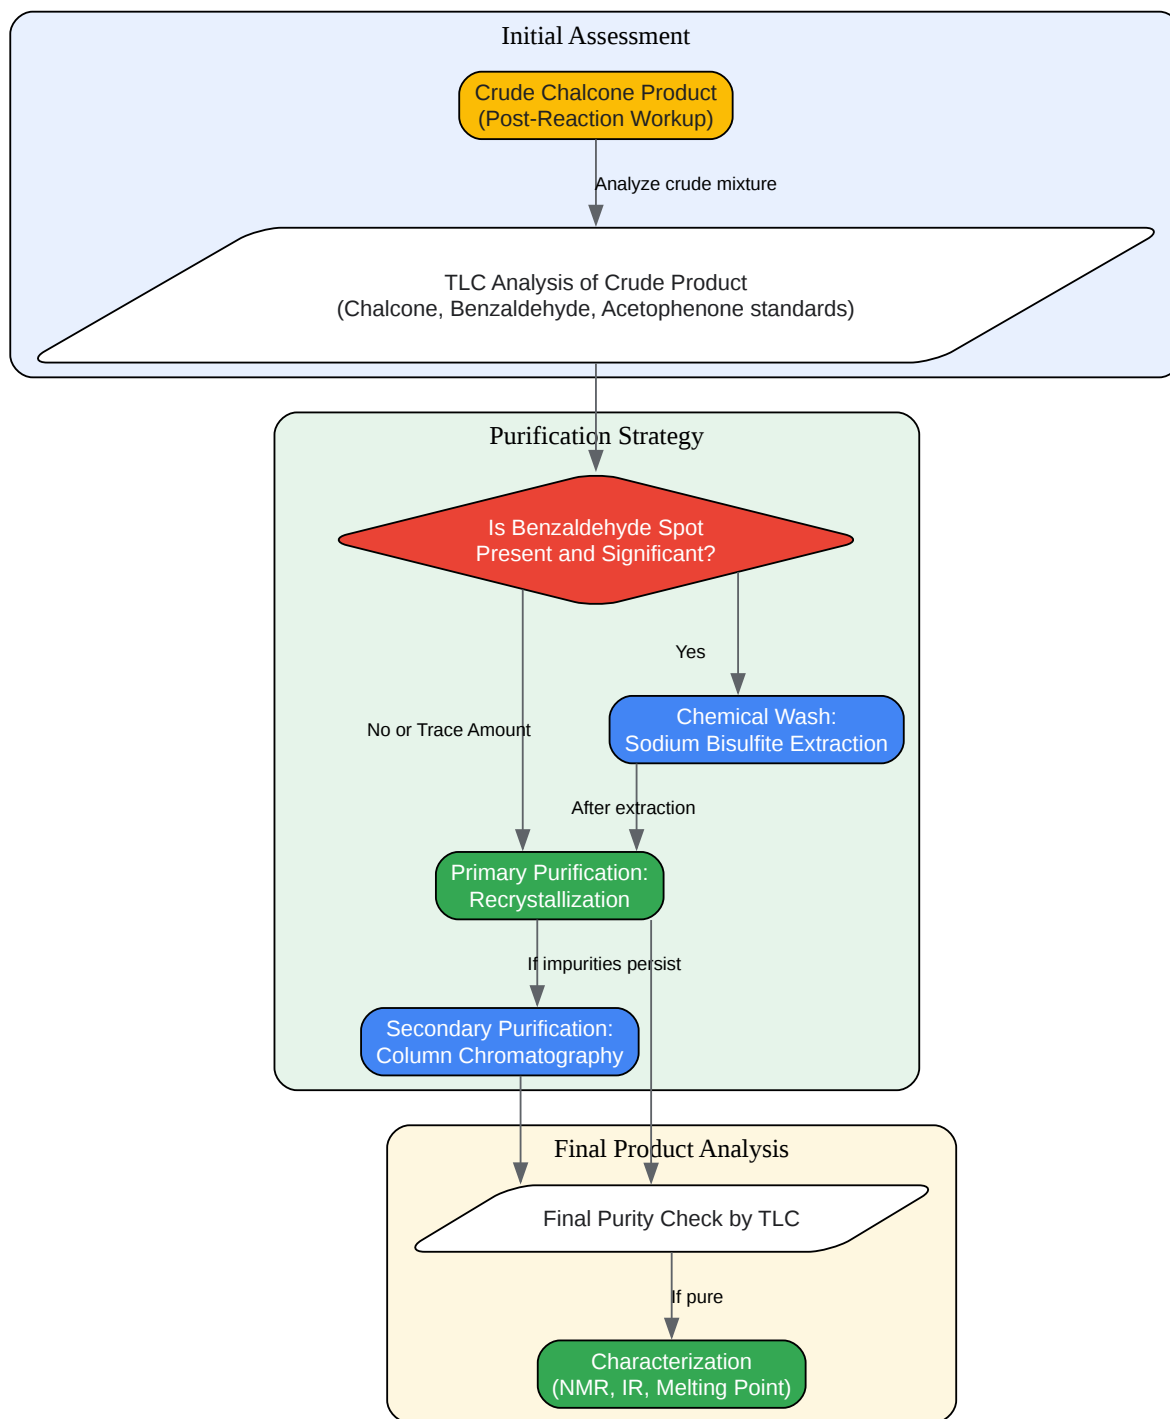 Initial Assessment
Crude Chalcone Product
(Post-Reaction Workup)
Analyze crude mixture
TLC Analysis of Crude Product
(Chalcone, Benzaldehyde, Acetophenone standards)
Purification Strategy
Is Benzaldehyde Spot
Present and Significant?
Yes
Chemical Wash:
Sodium Bisulfite Extraction
No or Trace Amount
After extraction
Primary Purification:
Recrystallization
If impurities persist
Secondary Purification:
Column Chromatography
Final Product Analysis
Final Purity Check by TLC
If pure
Characterization
(NMR, IR, Melting Point)